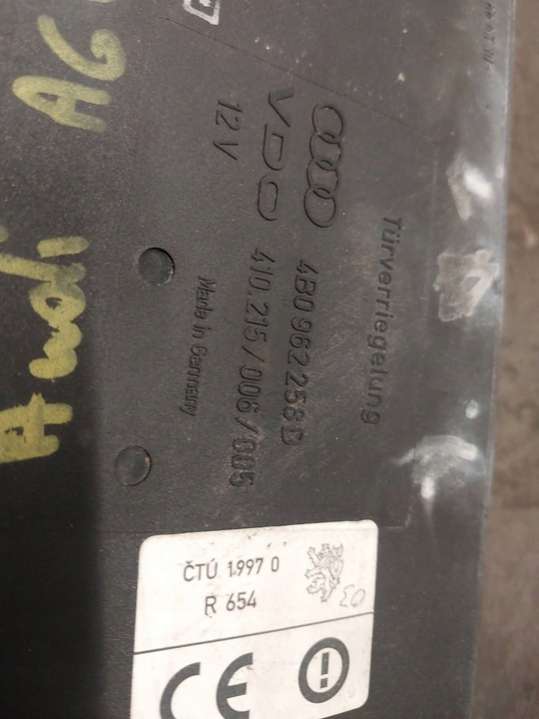 Audi A6
Türverriegelung
4B0 962 258
VDO 410.215/006/005
12V
Made in Germany
ČTÚ 1.997 0
R 654
CE